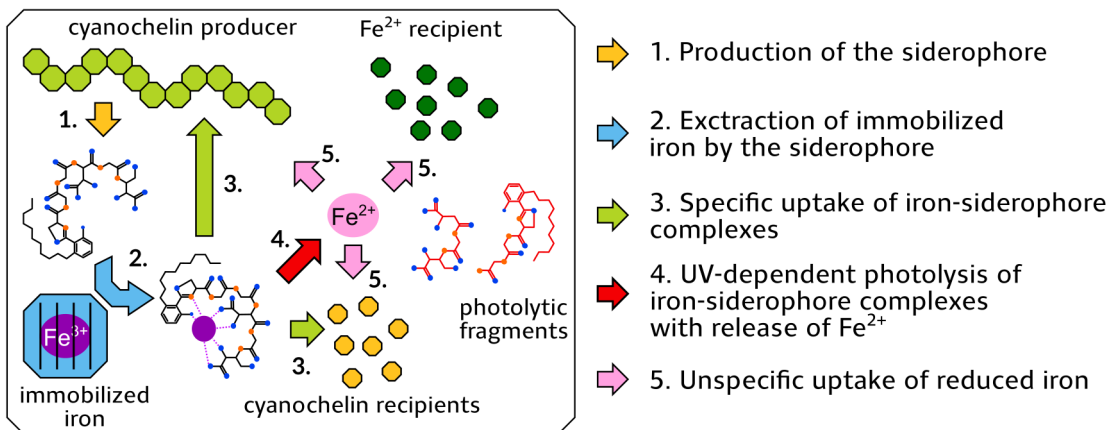 cyanochelin producer
Fe²⁺ recipient
1.
5.
5.
3.
Fe²⁺
2.
4.
5.
Fe³⁺
photolytic
fragments
3.
immobilized
iron
cyanochelin recipients
1. Production of the siderophore
2. Exctraction of immobilized
iron by the siderophore
3. Specific uptake of iron-siderophore
complexes
4. UV-dependent photolysis of
iron-siderophore complexes
with release of Fe²⁺
5. Unspecific uptake of reduced iron